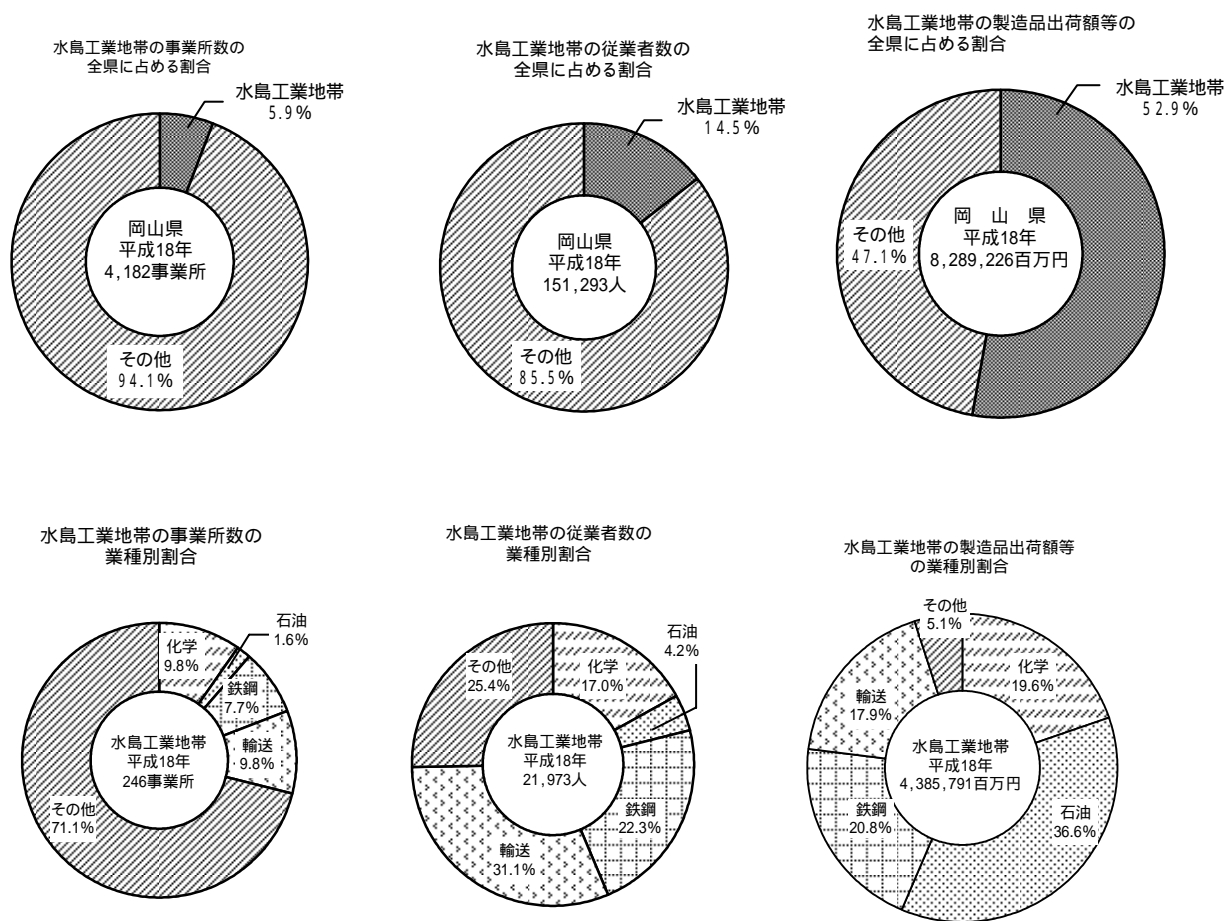 水島工業地帯の事業所数の
全県に占める割合
水島工業地帯
5.9%
岡山県
平成18年
4,182事業所
その他
94.1%
水島工業地帯の従業者数の
全県に占める割合
水島工業地帯
14.5%
岡山県
平成18年
151,293人
その他
85.5%
水島工業地帯の製造品出荷額等の
全県に占める割合
水島工業地帯
52.9%
その他
47.1%
岡 山 県
平成18年
8,289,226百万円
水島工業地帯の事業所数の
業種別割合
石油
1.6%
化学
9.8%
鉄鋼
7.7%
輸送
9.8%
水島工業地帯
平成18年
246事業所
その他
71.1%
水島工業地帯の従業者数の
業種別割合
石油
4.2%
その他
25.4%
化学
17.0%
水島工業地帯
平成18年
21,973人
鉄鋼
22.3%
輸送
31.1%
水島工業地帯の製造品出荷額等
の業種別割合
その他
5.1%
化学
19.6%
輸送
17.9%
水島工業地帯
平成18年
4,385,791百万円
鉄鋼
20.8%
石油
36.6%